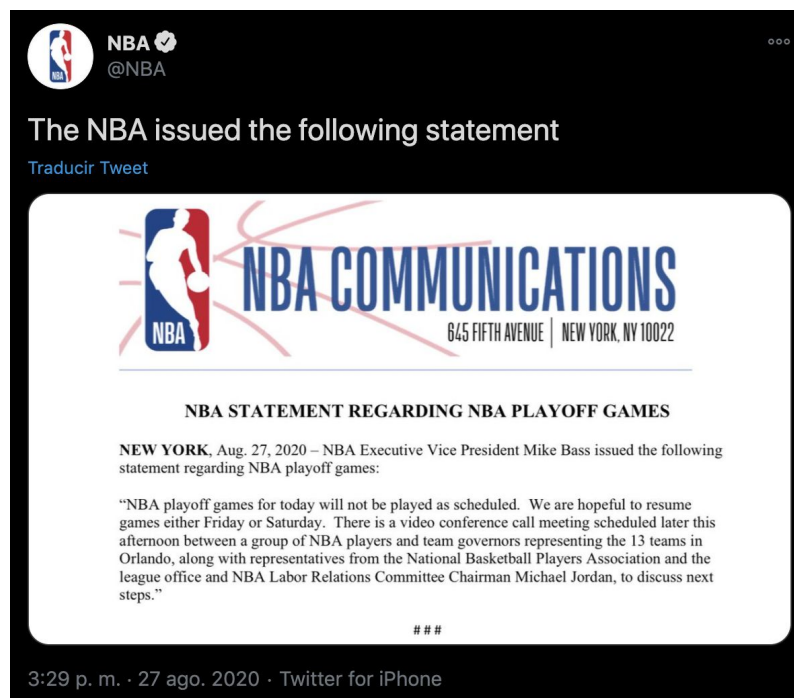 NBA
@NBA
The NBA issued the following statement
Traducir Tweet
NBA
NBA COMMUNICATIONS
645 FIFTH AVENUE | NEW YORK, NY 10022
NBA STATEMENT REGARDING NBA PLAYOFF GAMES
NEW YORK, Aug. 27, 2020 – NBA Executive Vice President Mike Bass issued the following
statement regarding NBA playoff games:
“NBA playoff games for today will not be played as scheduled.  We are hopeful to resume
games either Friday or Saturday.  There is a video conference call meeting scheduled later this
afternoon between a group of NBA players and team governors representing the 13 teams in
Orlando, along with representatives from the National Basketball Players Association and the
league office and NBA Labor Relations Committee Chairman Michael Jordan, to discuss next
steps.”
# # #
3:29 p. m. · 27 ago. 2020 · Twitter for iPhone